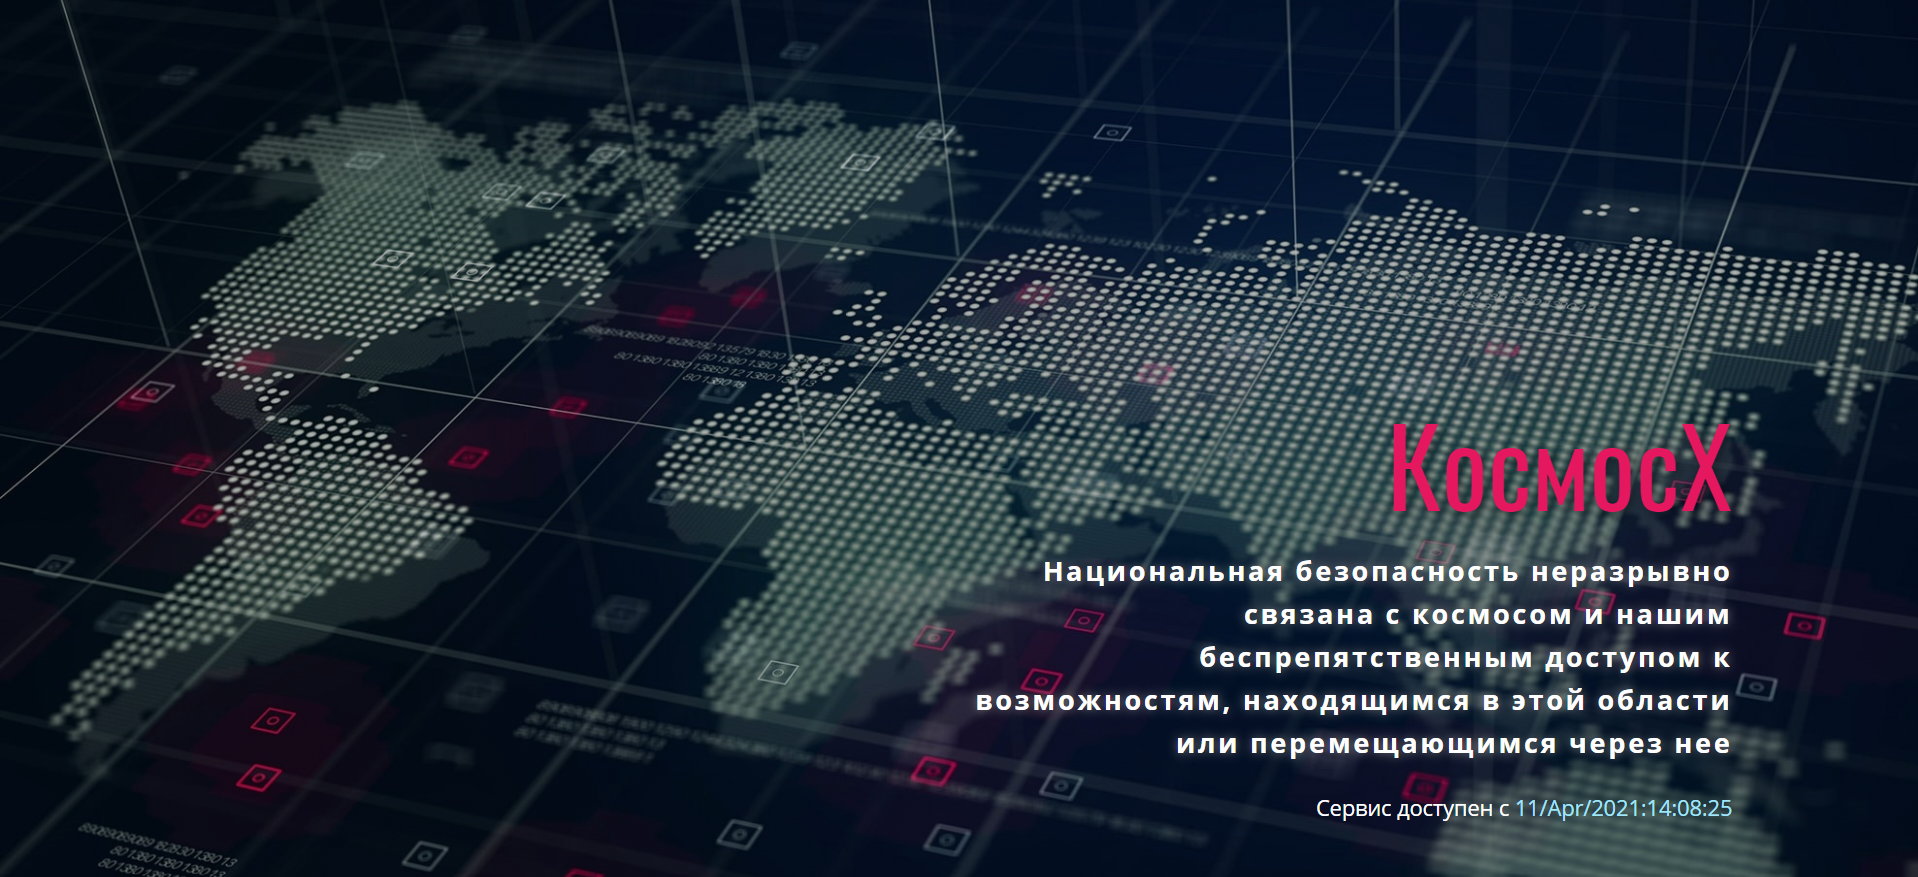 КосмосX
Национальная безопасность неразрывно
связана с космосом и нашим
беспрепятственным доступом к
возможностям, находящимся в этой области
или перемещающимся через нее
Сервис доступен с 11/Apr/2021:14:08:25